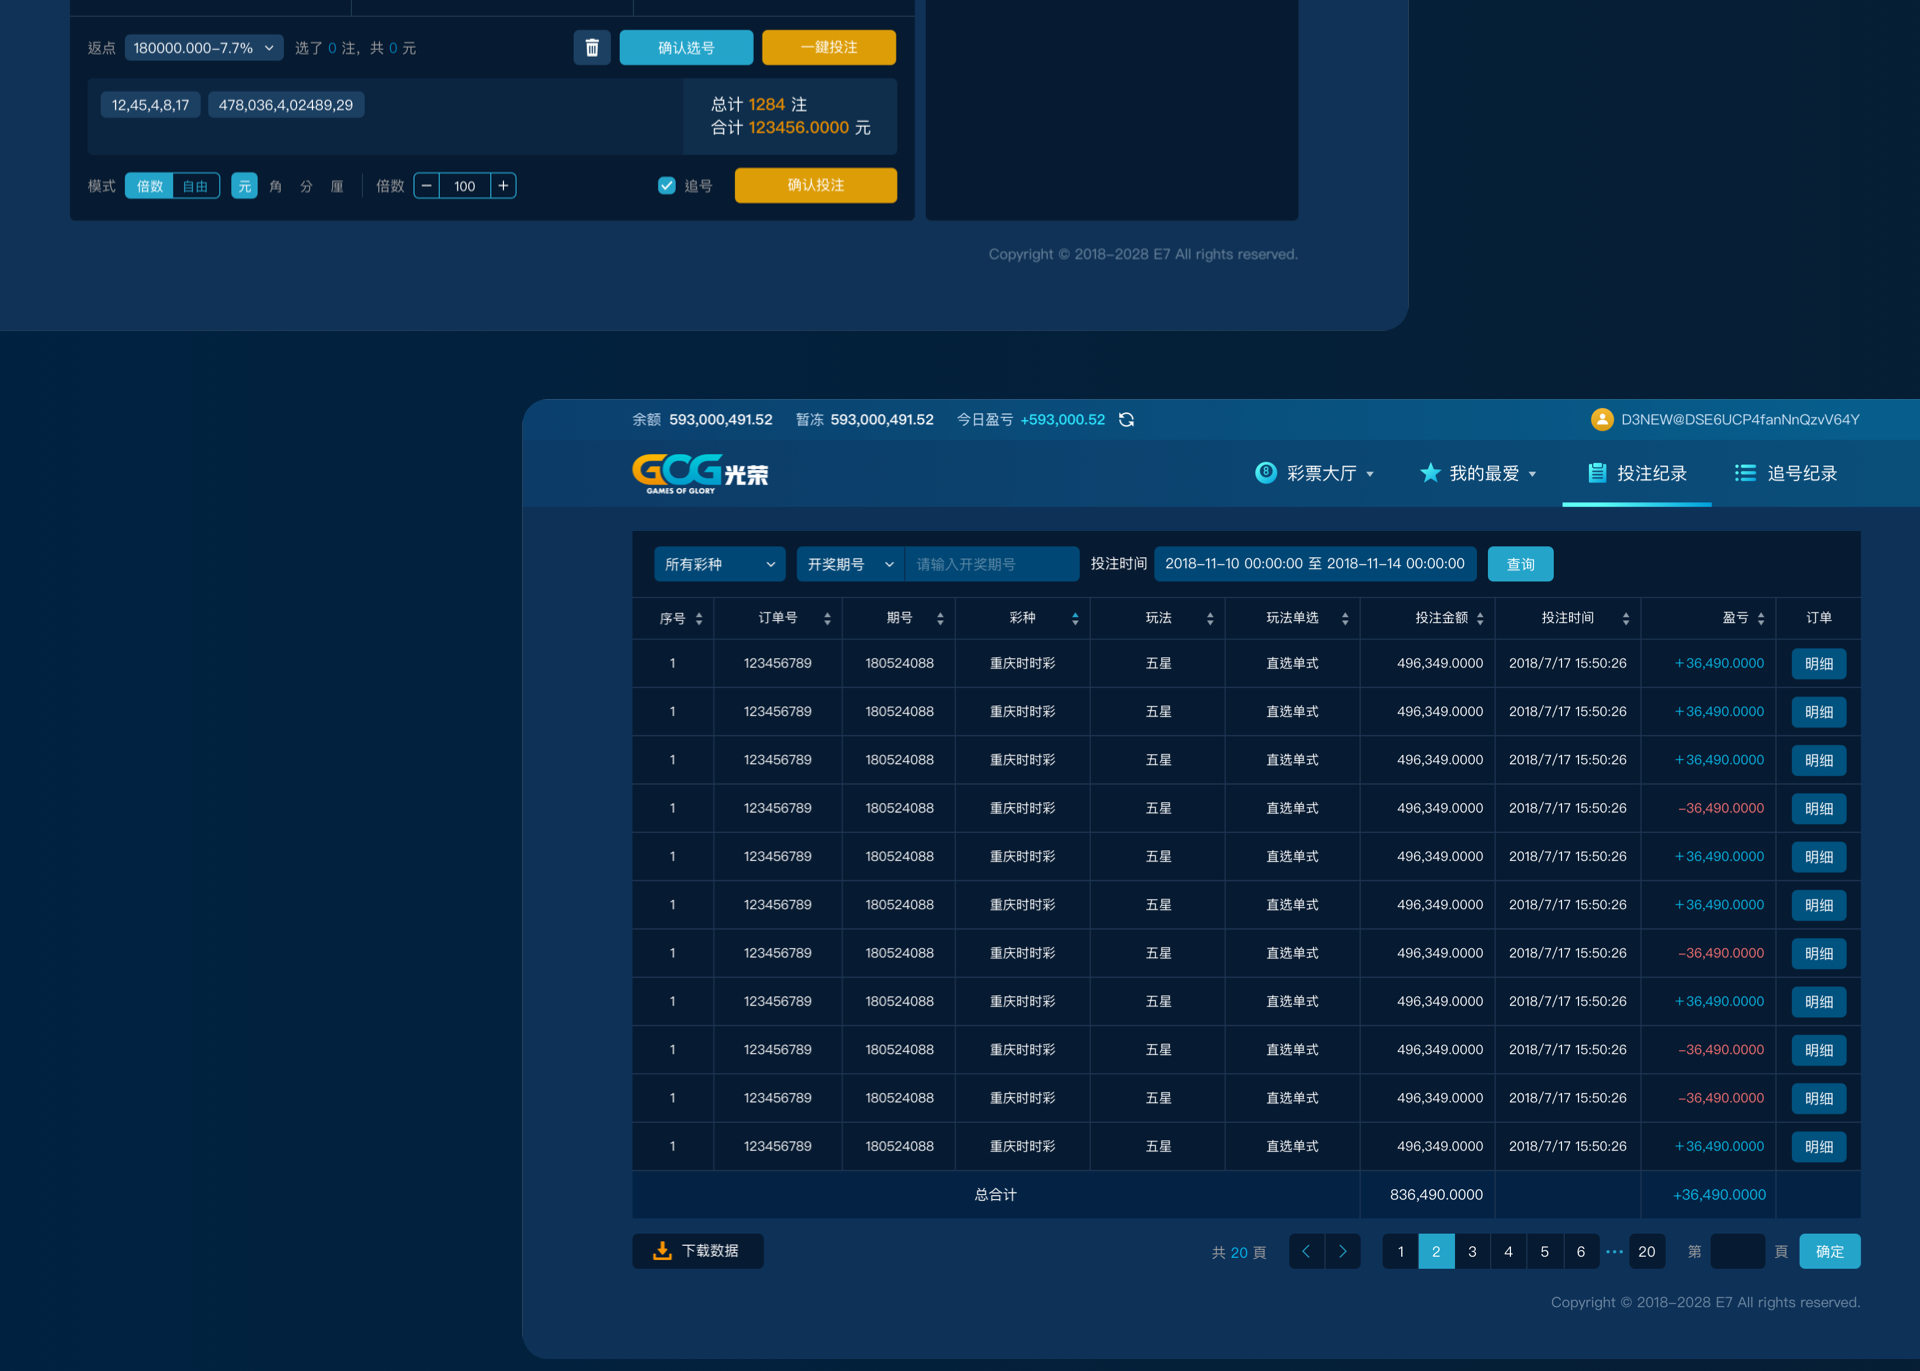 返点 180000.000-7.7% 选了 0 注, 共 0 元 确认选号 一鍵投注
12,45,4,8,17 478,036,4,02489,29
总计 1284 注
合计 123456.0000 元
模式 倍数 自由 元 角 分 厘 倍数 − 100 + 追号 确认投注
Copyright © 2018-2028 E7 All rights reserved.
余额 593,000,491.52 暂冻 593,000,491.52 今日盈亏 +593,000.52 D3NEW@DSE6UCP4fanNnQzvV64Y
GOG光荣
GAMES OF GLORY
8 彩票大厅 我的最爱 投注纪录 追号纪录
所有彩种 开奖期号 请输入开奖期号 投注时间 2018-11-10 00:00:00 至 2018-11-14 00:00:00 查询
序号 订单号 期号 彩种 玩法 玩法单选 投注金额 投注时间 盈亏 订单
1 123456789 180524088 重庆时时彩 五星 直选单式 496,349.0000 2018/7/17 15:50:26 +36,490.0000 明细
1 123456789 180524088 重庆时时彩 五星 直选单式 496,349.0000 2018/7/17 15:50:26 +36,490.0000 明细
1 123456789 180524088 重庆时时彩 五星 直选单式 496,349.0000 2018/7/17 15:50:26 +36,490.0000 明细
1 123456789 180524088 重庆时时彩 五星 直选单式 496,349.0000 2018/7/17 15:50:26 -36,490.0000 明细
1 123456789 180524088 重庆时时彩 五星 直选单式 496,349.0000 2018/7/17 15:50:26 +36,490.0000 明细
1 123456789 180524088 重庆时时彩 五星 直选单式 496,349.0000 2018/7/17 15:50:26 +36,490.0000 明细
1 123456789 180524088 重庆时时彩 五星 直选单式 496,349.0000 2018/7/17 15:50:26 -36,490.0000 明细
1 123456789 180524088 重庆时时彩 五星 直选单式 496,349.0000 2018/7/17 15:50:26 +36,490.0000 明细
1 123456789 180524088 重庆时时彩 五星 直选单式 496,349.0000 2018/7/17 15:50:26 -36,490.0000 明细
1 123456789 180524088 重庆时时彩 五星 直选单式 496,349.0000 2018/7/17 15:50:26 -36,490.0000 明细
1 123456789 180524088 重庆时时彩 五星 直选单式 496,349.0000 2018/7/17 15:50:26 +36,490.0000 明细
总合计 836,490.0000 +36,490.0000
下载数据 共 20 頁 < > 1 2 3 4 5 6 ••• 20 第 頁 确定
Copyright © 2018-2028 E7 All rights reserved.